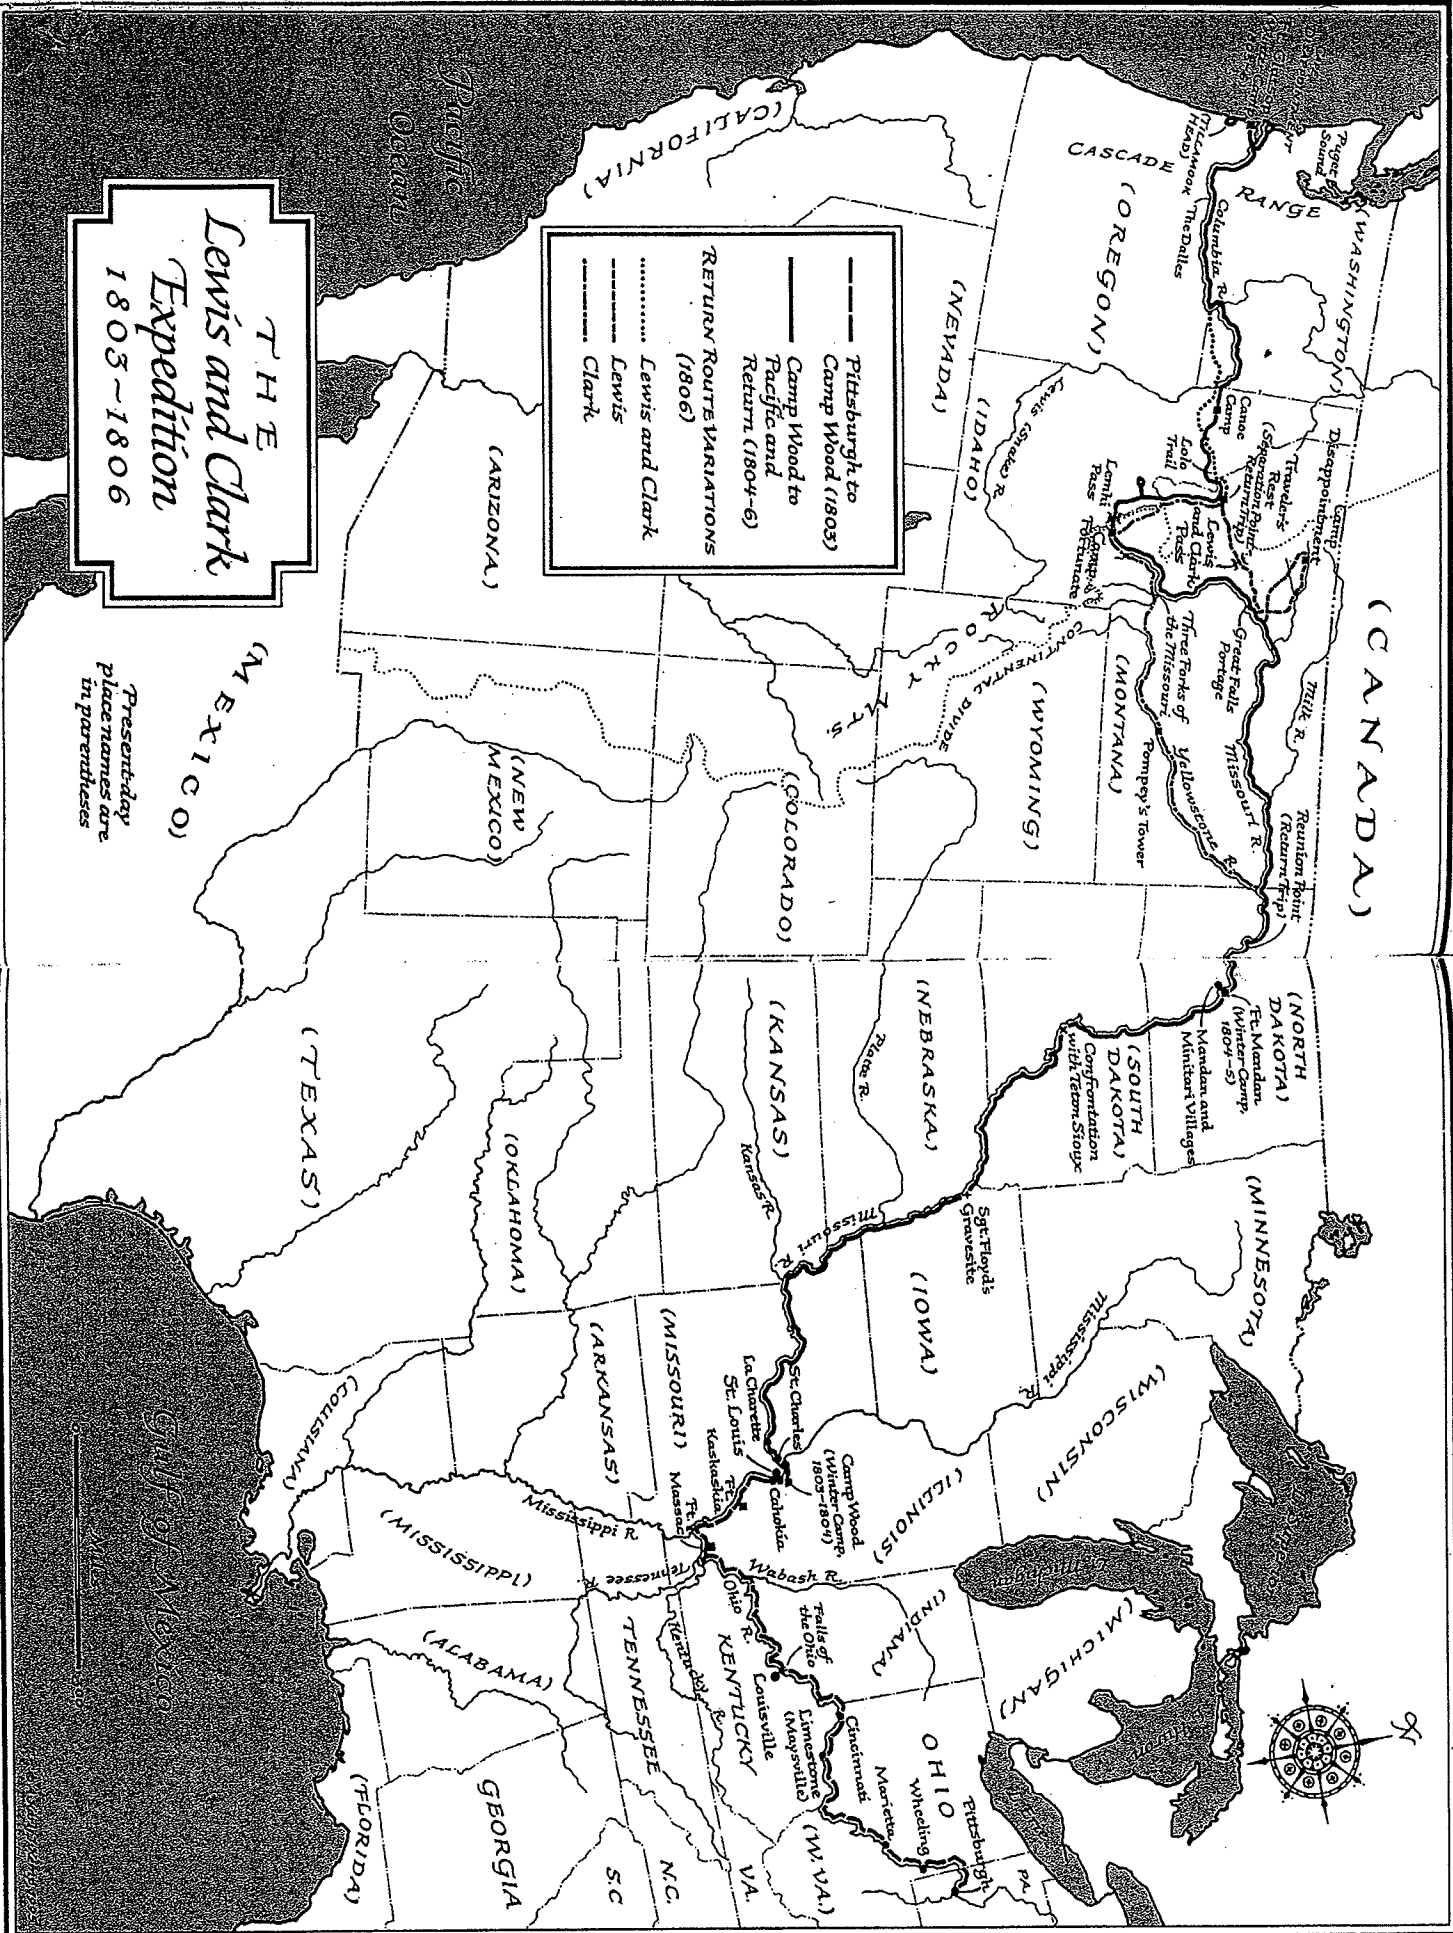 THE
Lewis and Clark
Expedition
1803~1806
Present-day
place names are
in parentheses
Pittsburgh to
Camp Wood (1803)
Camp Wood to
Pacific and
Return (1804-6)
RETURN ROUTE VARIATIONS
(1806)
Lewis and Clark
Lewis
Clark
Pacific
Ocean
(CANADA)
(MEXICO)
Gulf of Mexico
Miles
Puget
Sound
(WASHINGTON)
CASCADE RANGE
(TILLAMOOK
HEAD)
Columbia R.
The Dalles
(OREGON)
(CALIFORNIA)
(NEVADA)
(IDAHO)
Lewis (Snake) R.
Canoe
Camp
Lolo
Trail
Lemhi
Pass
Camp
Fortunate
Traveler's
Rest
(Separation Point-
Return Trip)
Camp
Disappointment
Lewis
and Clark
Pass
Great Falls
Portage
Three Forks of
the Missouri
Milk R.
Missouri R.
Yellowstone R.
Pompey's Tower
(MONTANA)
Reunion Point
(Return Trip)
ROCKY MTS.
CONTINENTAL DIVIDE
(WYOMING)
(COLORADO)
(ARIZONA)
(NEW
MEXICO)
(NORTH
DAKOTA)
Ft. Mandan
(Winter Camp,
1804-5)
Mandan and
Minitari Villages
(SOUTH
DAKOTA)
Confrontation
with Teton Sioux
(NEBRASKA)
Platte R.
(KANSAS)
Kansas R.
(OKLAHOMA)
(TEXAS)
(MINNESOTA)
Sgt. Floyd's
Gravesite
Missouri R.
(IOWA)
Mississippi R.
(WISCONSIN)
(MISSOURI)
St. Charles
La Charette
St. Louis
Camp Wood
(Winter Camp,
1803-1804)
Cahokia
Kaskaskia
Ft.
Ft.
Massac
(ILLINOIS)
(ARKANSAS)
(LOUISIANA)
Mississippi R.
(MISSISSIPPI)
(ALABAMA)
Tennessee R.
TENNESSEE
Wabash R.
(INDIANA)
L. Michigan
(MICHIGAN)
Ohio R.
Falls of
the Ohio
Louisville
KENTUCKY
Kentucky R.
Cincinnati
Limestone
(Maysville)
OHIO
Marietta
Wheeling
Pittsburgh
PA.
(W. VA.)
VA.
N.C.
S.C
GEORGIA
(FLORIDA)
N